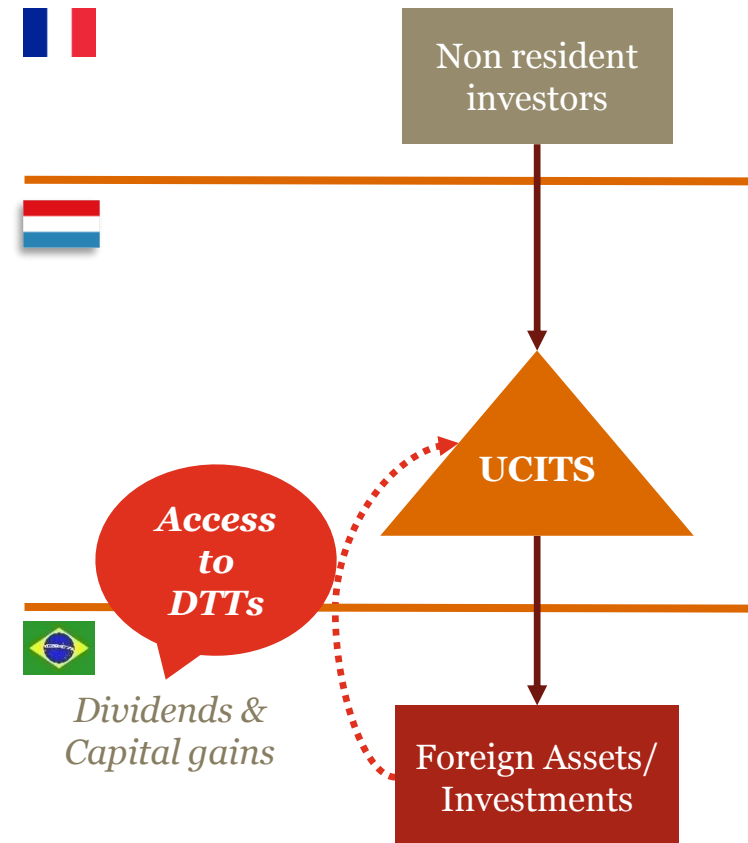 Non resident
investors
UCITS
Access
to
DTTs
Dividends &
Capital gains
Foreign Assets/
Investments